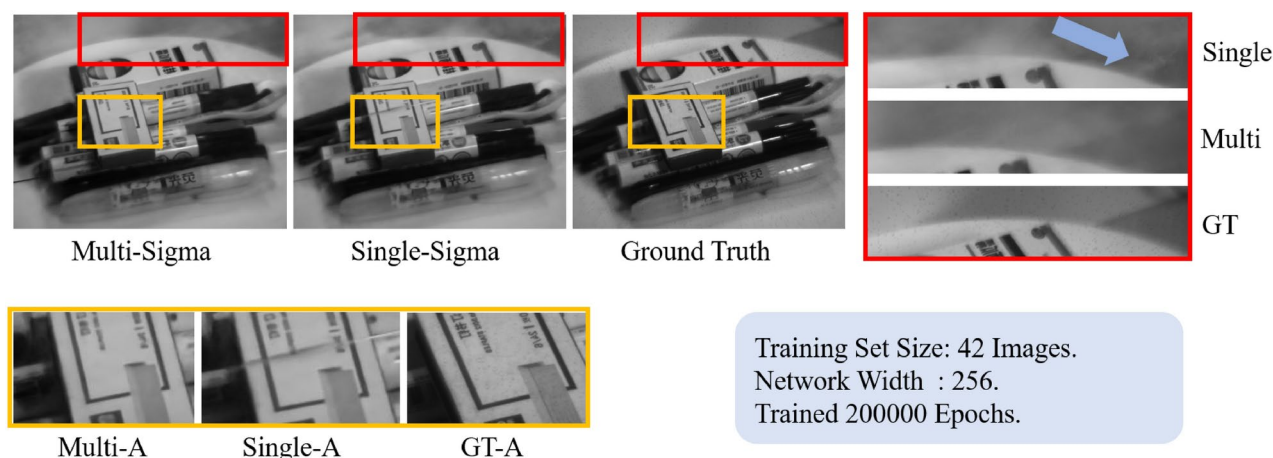 Single
Multi
GT
Multi-Sigma
Single-Sigma
Ground Truth
Training Set Size: 42 Images.
Network Width : 256.
Trained 200000 Epochs.
Multi-A
Single-A
GT-A